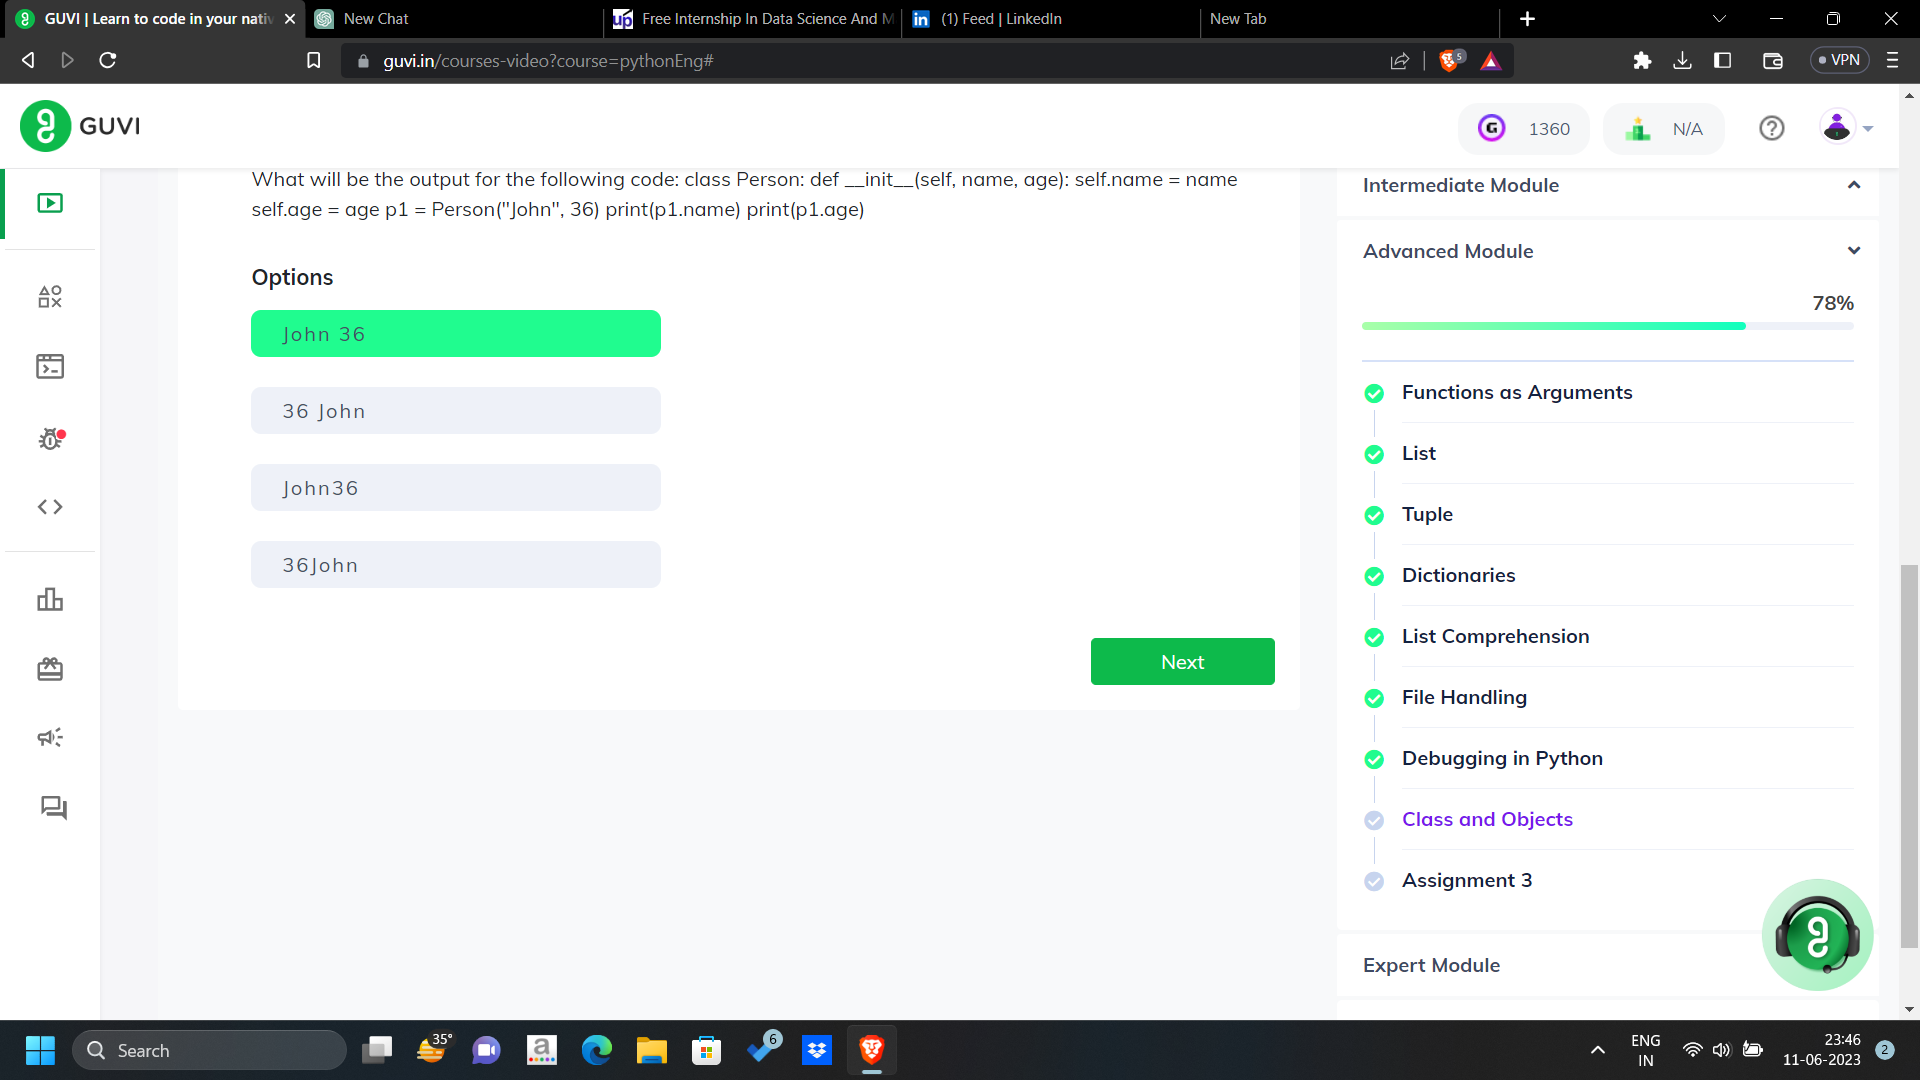 GUVI | Learn to code in your nativ
New Chat
up
Free Internship In Data Science And M
in
(1) Feed | LinkedIn
New Tab
guvi.in/courses-video?course=pythonEng#
5
VPN
GUVI
G
1360
N/A
What will be the output for the following code: class Person: def __init__(self, name, age): self.name = name
self.age = age p1 = Person("John", 36) print(p1.name) print(p1.age)
Options
John 36
36 John
John36
36John
Next
Intermediate Module
Advanced Module
78%
Functions as Arguments
List
Tuple
Dictionaries
List Comprehension
File Handling
Debugging in Python
Class and Objects
Assignment 3
Expert Module
Search
35°
a
6
ENG
IN
23:46
11-06-2023
2